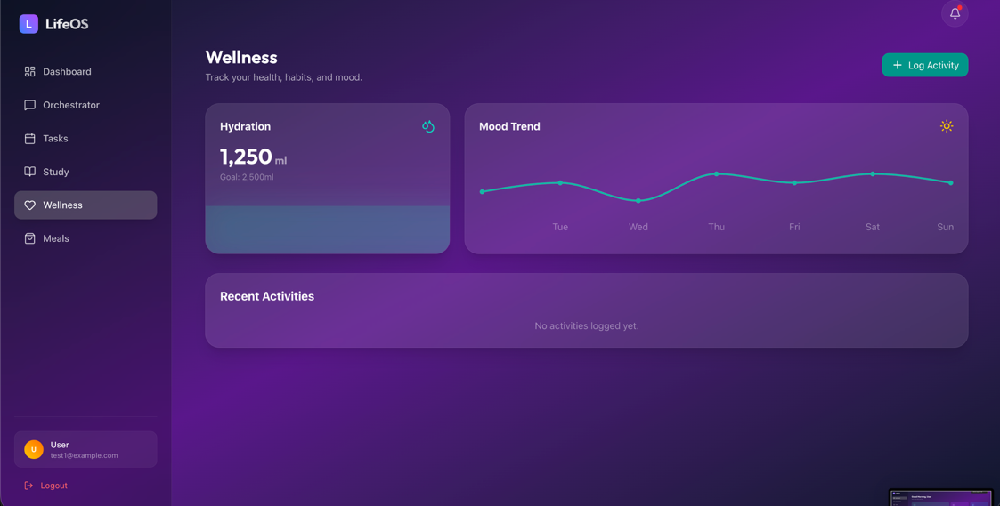 L LifeOS
Dashboard
Orchestrator
Tasks
Study
Wellness
Meals
U
User
test1@example.com
Logout
Wellness
Track your health, habits, and mood.
+ Log Activity
Hydration
1,250 ml
Goal: 2,500ml
Mood Trend
Tue Wed Thu Fri Sat Sun
Recent Activities
No activities logged yet.